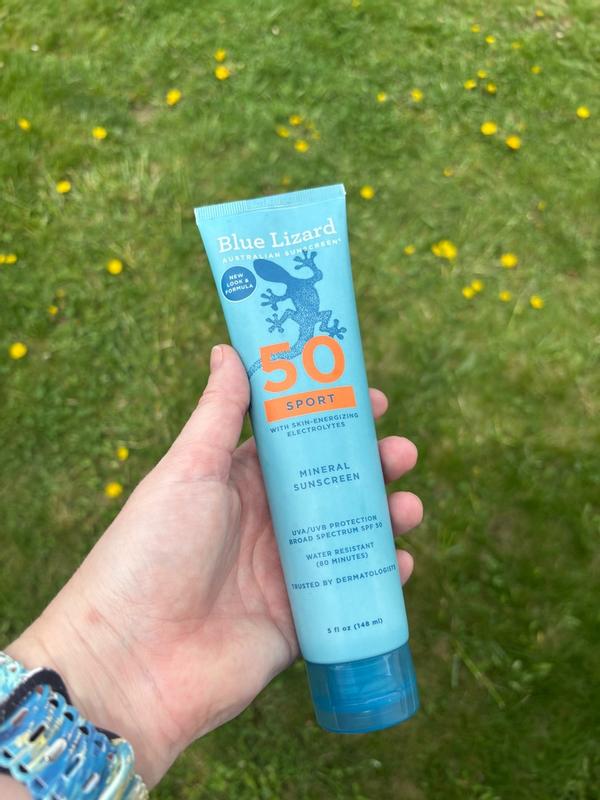 Blue Lizard
AUSTRALIAN SUNSCREEN
NEW
LOOK &
FORMULA
50
SPORT
WITH SKIN-ENERGIZING
ELECTROLYTES
MINERAL
SUNSCREEN
UVA/UVB PROTECTION
BROAD SPECTRUM SPF 50
WATER RESISTANT
(80 MINUTES)
TRUSTED BY DERMATOLOGISTS
5 fl oz (148 ml)